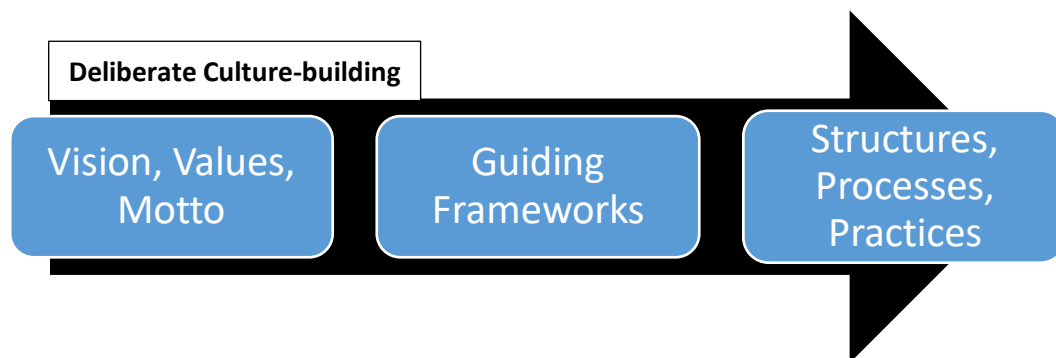 Deliberate Culture-building
Vision, Values,
Motto
Guiding
Frameworks
Structures,
Processes,
Practices